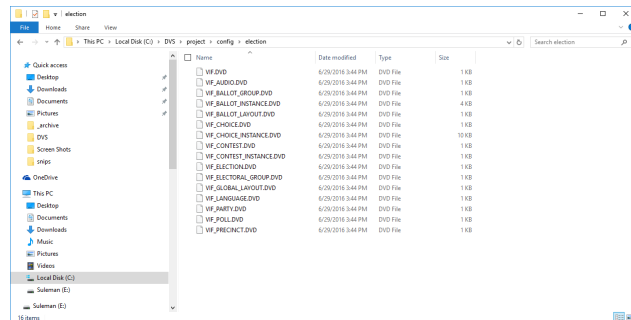 election
File Home Share View
This PC > Local Disk (C:) > DVS > project > config > election
Search election
Name Date modified Type Size
Quick access
Desktop
Downloads
Documents
Pictures
_archive
DVS
Screen Shots
snips
OneDrive
This PC
Desktop
Documents
Downloads
Music
Pictures
Videos
Local Disk (C:)
Suleman (E:)
Suleman (E:)
VIF.DVD 6/29/2016 3:44 PM DVD File 1 KB
VIF_AUDIO.DVD 6/29/2016 3:44 PM DVD File 1 KB
VIF_BALLOT_GROUP.DVD 6/29/2016 3:44 PM DVD File 1 KB
VIF_BALLOT_INSTANCE.DVD 6/29/2016 3:44 PM DVD File 4 KB
VIF_BALLOT_LAYOUT.DVD 6/29/2016 3:44 PM DVD File 1 KB
VIF_CHOICE.DVD 6/29/2016 3:44 PM DVD File 1 KB
VIF_CHOICE_INSTANCE.DVD 6/29/2016 3:44 PM DVD File 10 KB
VIF_CONTEST.DVD 6/29/2016 3:44 PM DVD File 1 KB
VIF_CONTEST_INSTANCE.DVD 6/29/2016 3:44 PM DVD File 1 KB
VIF_ELECTION.DVD 6/29/2016 3:44 PM DVD File 1 KB
VIF_ELECTORAL_GROUP.DVD 6/29/2016 3:44 PM DVD File 1 KB
VIF_GLOBAL_LAYOUT.DVD 6/29/2016 3:44 PM DVD File 1 KB
VIF_LANGUAGE.DVD 6/29/2016 3:44 PM DVD File 1 KB
VIF_PARTY.DVD 6/29/2016 3:44 PM DVD File 1 KB
VIF_POLL.DVD 6/29/2016 3:44 PM DVD File 1 KB
VIF_PRECINCT.DVD 6/29/2016 3:44 PM DVD File 1 KB
16 items